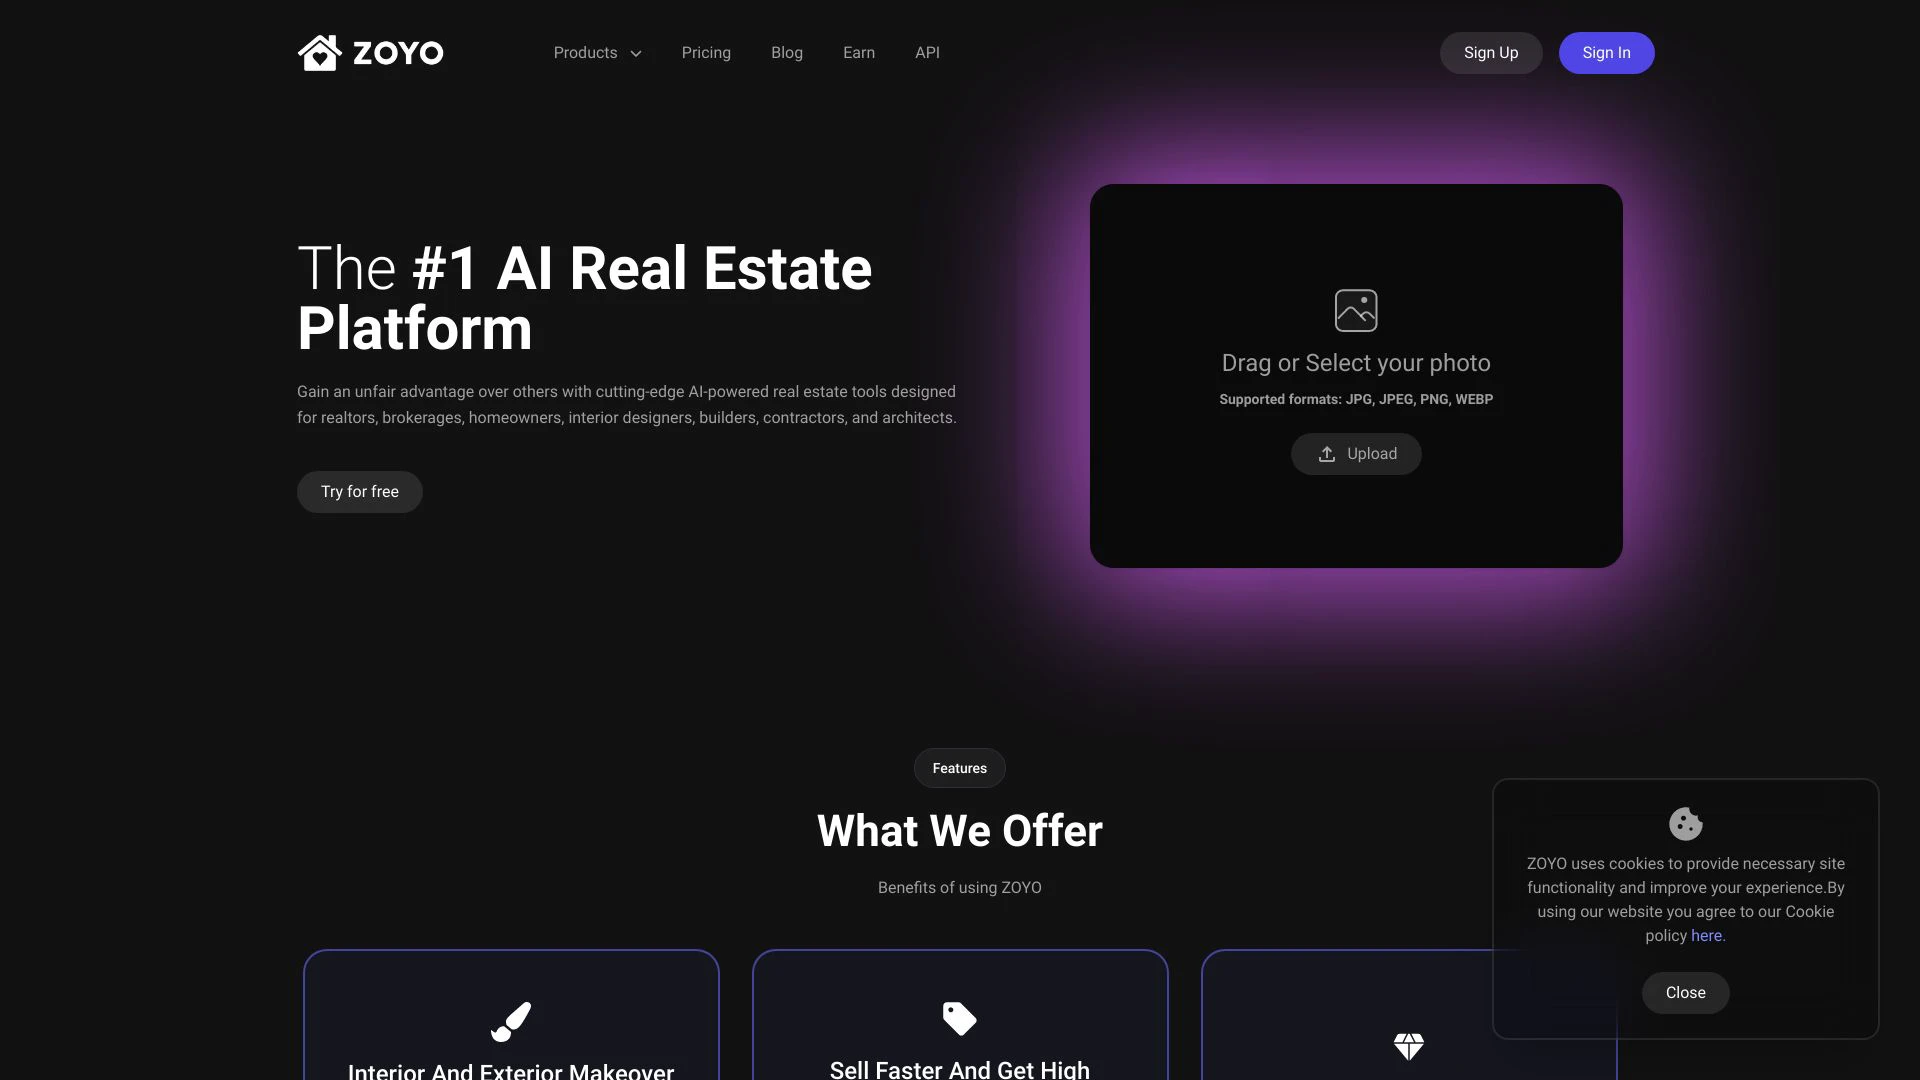 ZOYO
Products
Pricing
Blog
Earn
API
Sign Up
Sign In
The #1 AI Real Estate
Platform
Gain an unfair advantage over others with cutting-edge AI-powered real estate tools designed
for realtors, brokerages, homeowners, interior designers, builders, contractors, and architects.
Try for free
Drag or Select your photo
Supported formats: JPG, JPEG, PNG, WEBP
Upload
Features
What We Offer
Benefits of using ZOYO
Interior And Exterior Makeover
Sell Faster And Get High
ZOYO uses cookies to provide necessary site
functionality and improve your experience.By
using our website you agree to our Cookie
policy here.
Close